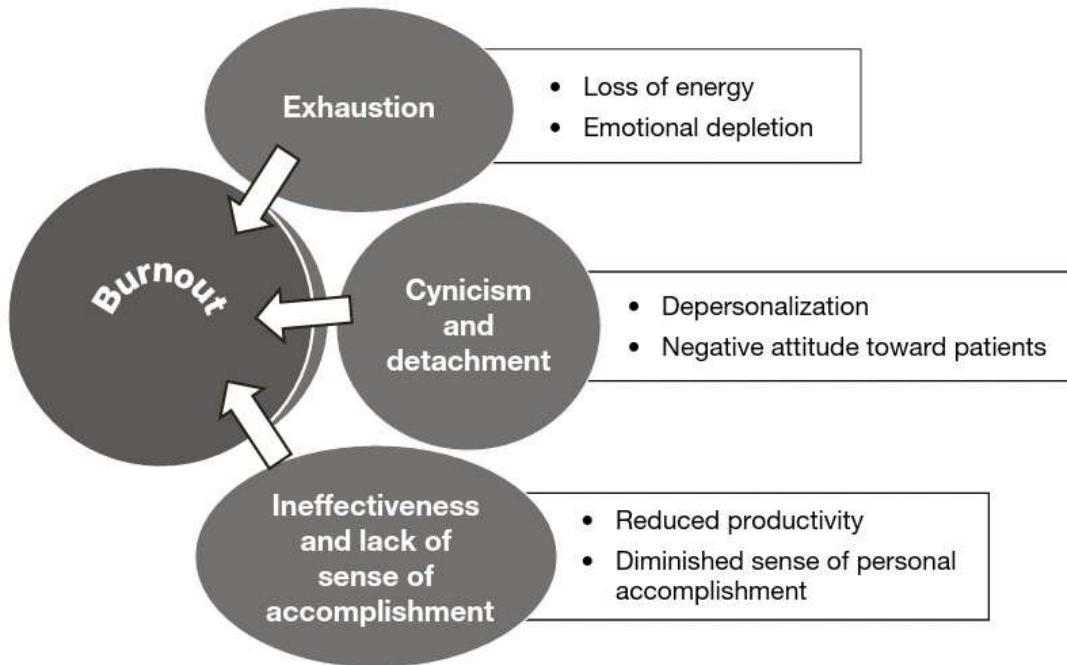 Exhaustion
• Loss of energy
• Emotional depletion
Burnout
Cynicism
and
detachment
• Depersonalization
• Negative attitude toward patients
Ineffectiveness
and lack of
sense of
accomplishment
• Reduced productivity
• Diminished sense of personal
accomplishment